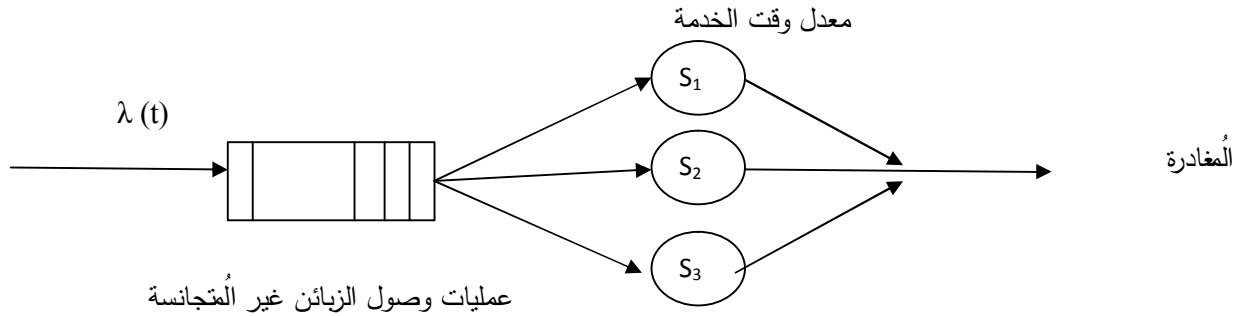 معدل وقت الخدمة
S₁
λ (t)
S₂
المُغادرة
S₃
عمليات وصول الزبائن غير المُتجانسة